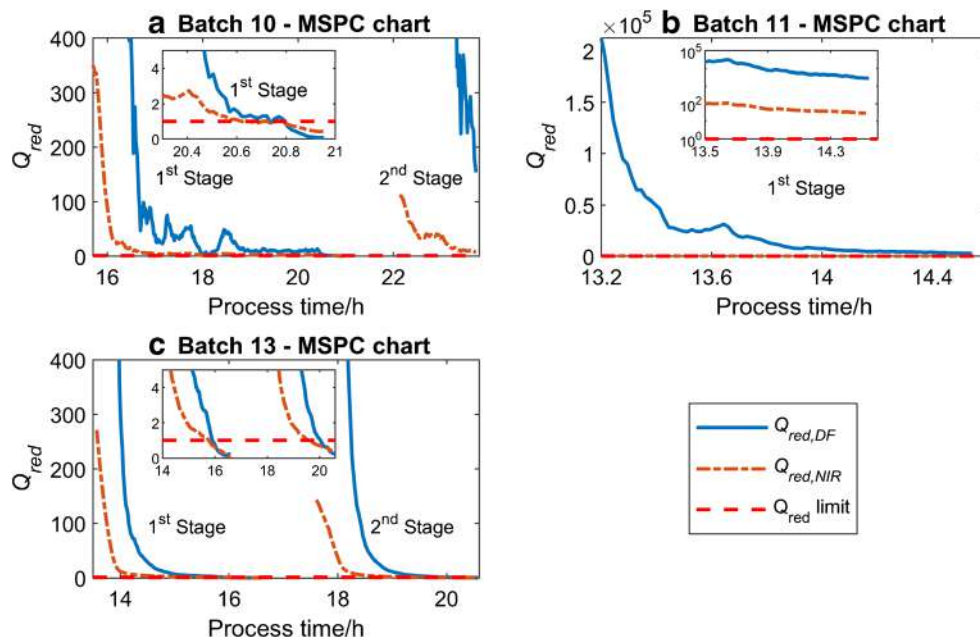 a Batch 10 - MSPC chart
400
300
200
100
0
Q_red
4
2
0
20.4 20.6 20.8 21
1st Stage
1st Stage
2nd Stage
16 18 20 22
Process time/h
b Batch 11 - MSPC chart
×10^5
2
1.5
1
0.5
0
Q_red
10^5
10^2
10^0
13.5 13.9 14.3
1st Stage
13.2 13.6 14 14.4
Process time/h
c Batch 13 - MSPC chart
400
300
200
100
0
Q_red
4
2
0
14 16 18 20
1st Stage
2nd Stage
14 16 18 20
Process time/h
Q_red,DF
Q_red,NIR
Q_red limit